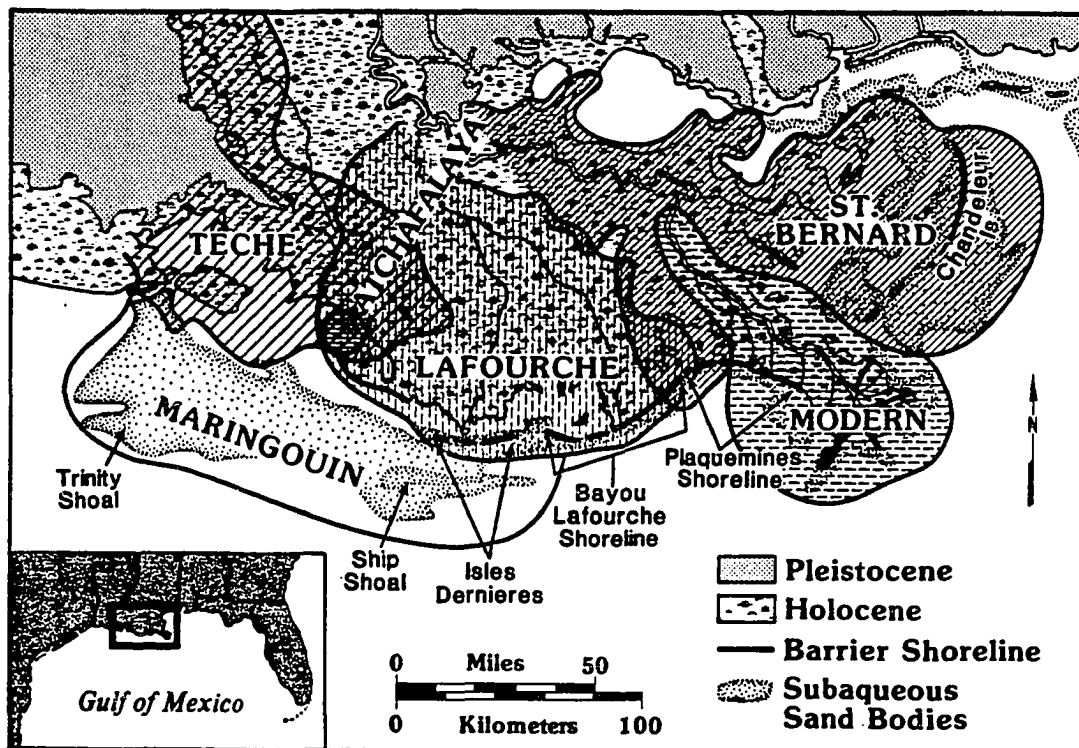 ATCHAFALAYA
TECHE
ST.
BERNARD
Chandeleur
Is
LAFOURCHE
MARINGOUIN
MODERN
Trinity
Shoal
Plaquemines
Shoreline
Bayou
Lafourche
Shoreline
Ship
Shoal
Isles
Dernieres
N
Pleistocene
Holocene
Barrier Shoreline
Subaqueous
Sand Bodies
0 Miles 50
0 Kilometers 100
Gulf of Mexico